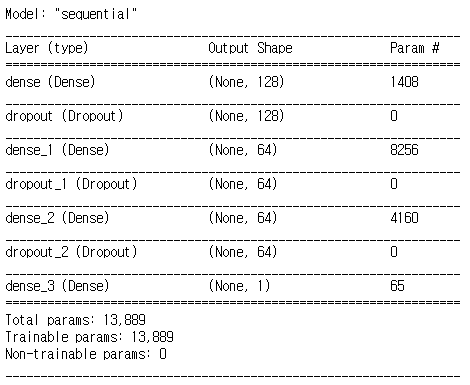 Model: "sequential"
_________________________________________________________________
Layer (type) Output Shape Param #
=================================================================
dense (Dense) (None, 128) 1408
_________________________________________________________________
dropout (Dropout) (None, 128) 0
_________________________________________________________________
dense_1 (Dense) (None, 64) 8256
_________________________________________________________________
dropout_1 (Dropout) (None, 64) 0
_________________________________________________________________
dense_2 (Dense) (None, 64) 4160
_________________________________________________________________
dropout_2 (Dropout) (None, 64) 0
_________________________________________________________________
dense_3 (Dense) (None, 1) 65
=================================================================
Total params: 13,889
Trainable params: 13,889
Non-trainable params: 0
_________________________________________________________________